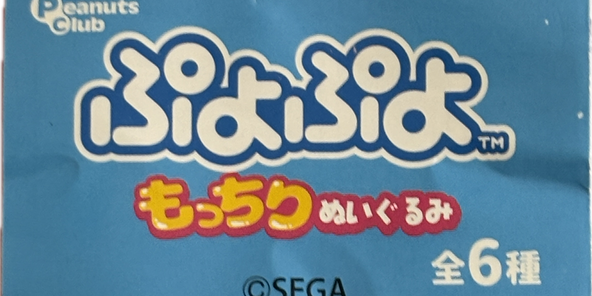 Peanuts
Club
ぷよぷよ™
もっちりぬいぐるみ
全6種
©SEGA